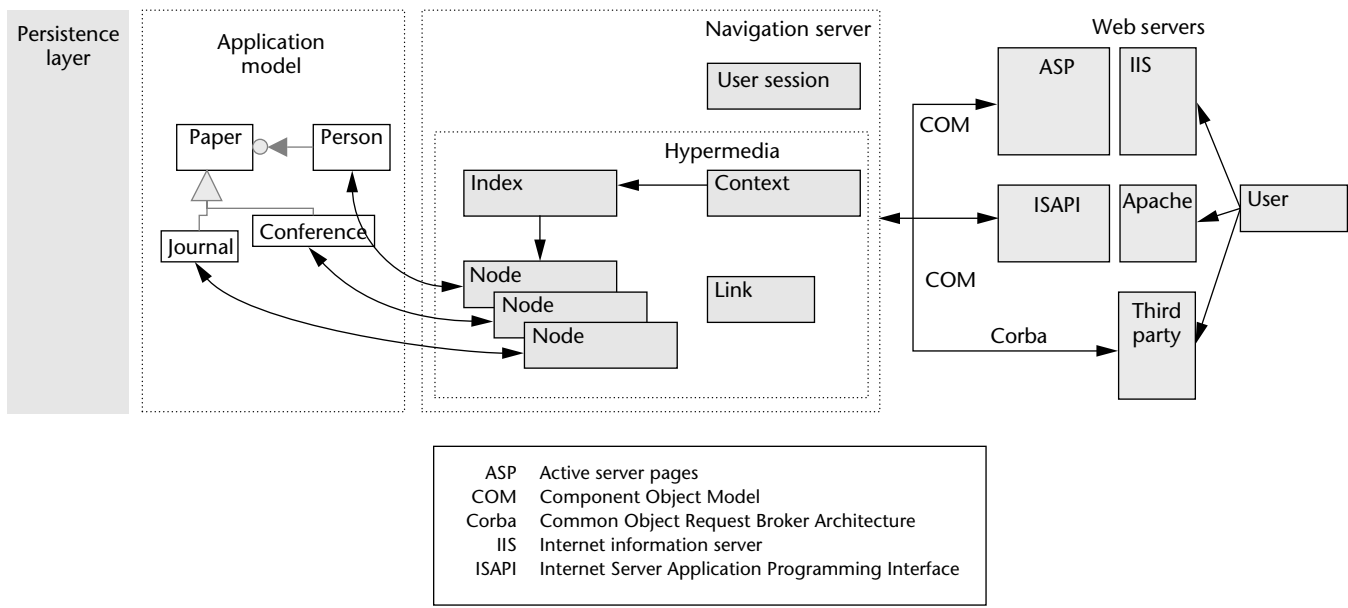 Persistence
layer
Application
model
Paper
Person
Journal
Conference
Navigation server
User session
Hypermedia
Index
Context
Node
Node
Node
Link
Web servers
COM
COM
Corba
ASP
IIS
ISAPI
Apache
Third
party
User
ASP Active server pages
COM Component Object Model
Corba Common Object Request Broker Architecture
IIS Internet information server
ISAPI Internet Server Application Programming Interface